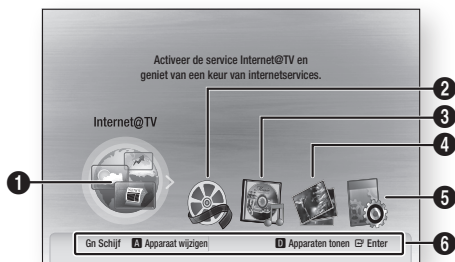 Activeer de service Internet@TV en
geniet van een keur van internetservices.
Internet@TV
Gn Schijf A Apparaat wijzigen D Apparaten tonen Enter
1
2
3
4
5
6